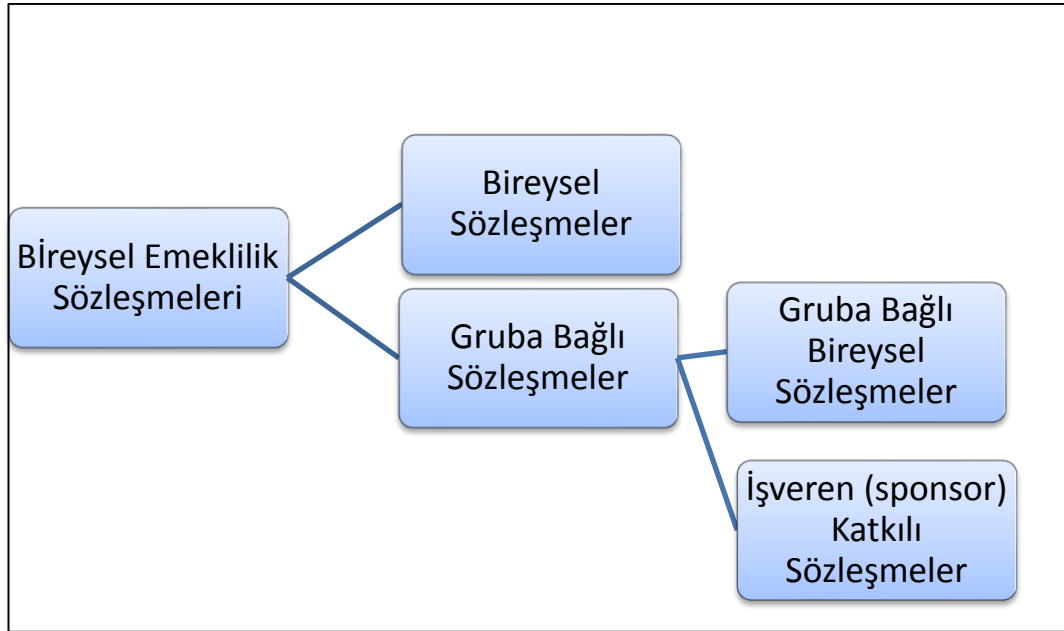 Bİreysel Emeklilik
Sözleşmeleri
Bireysel
Sözleşmeler
Gruba Bağlı
Sözleşmeler
Gruba Bağlı
Bireysel
Sözleşmeler
İşveren (sponsor)
Katkılı
Sözleşmeler